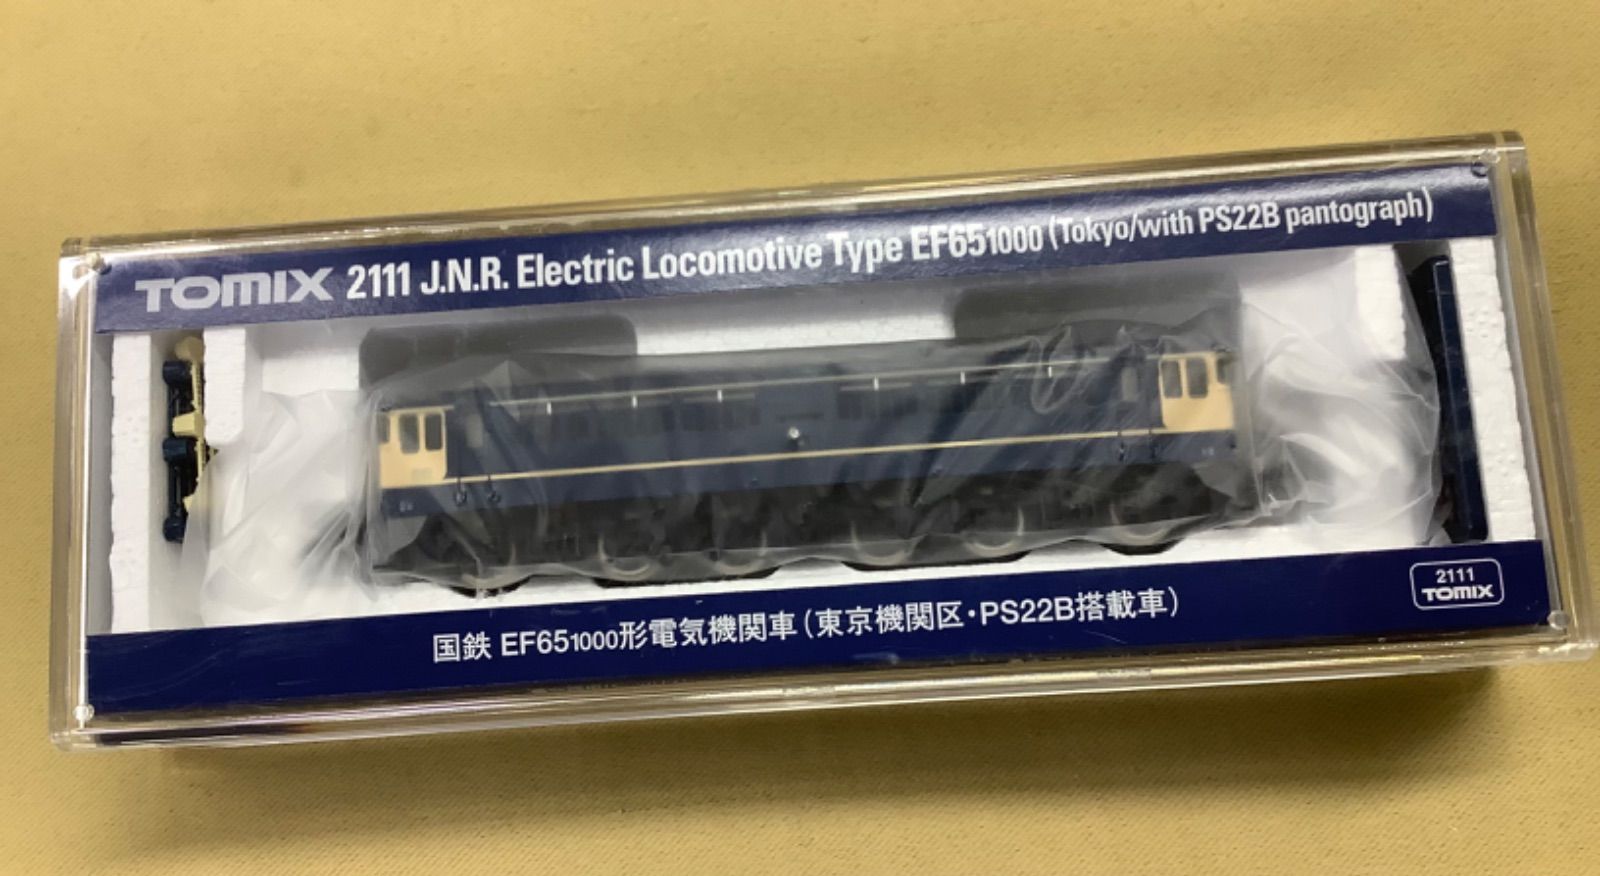 TOMIX 2111 J.N.R. Electric Locomotive Type EF651000 (Tokyo/with PS22B pantograph)
国鉄 EF651000形電気機関車(東京機関区・PS22B搭載車)
2111
TOMIX